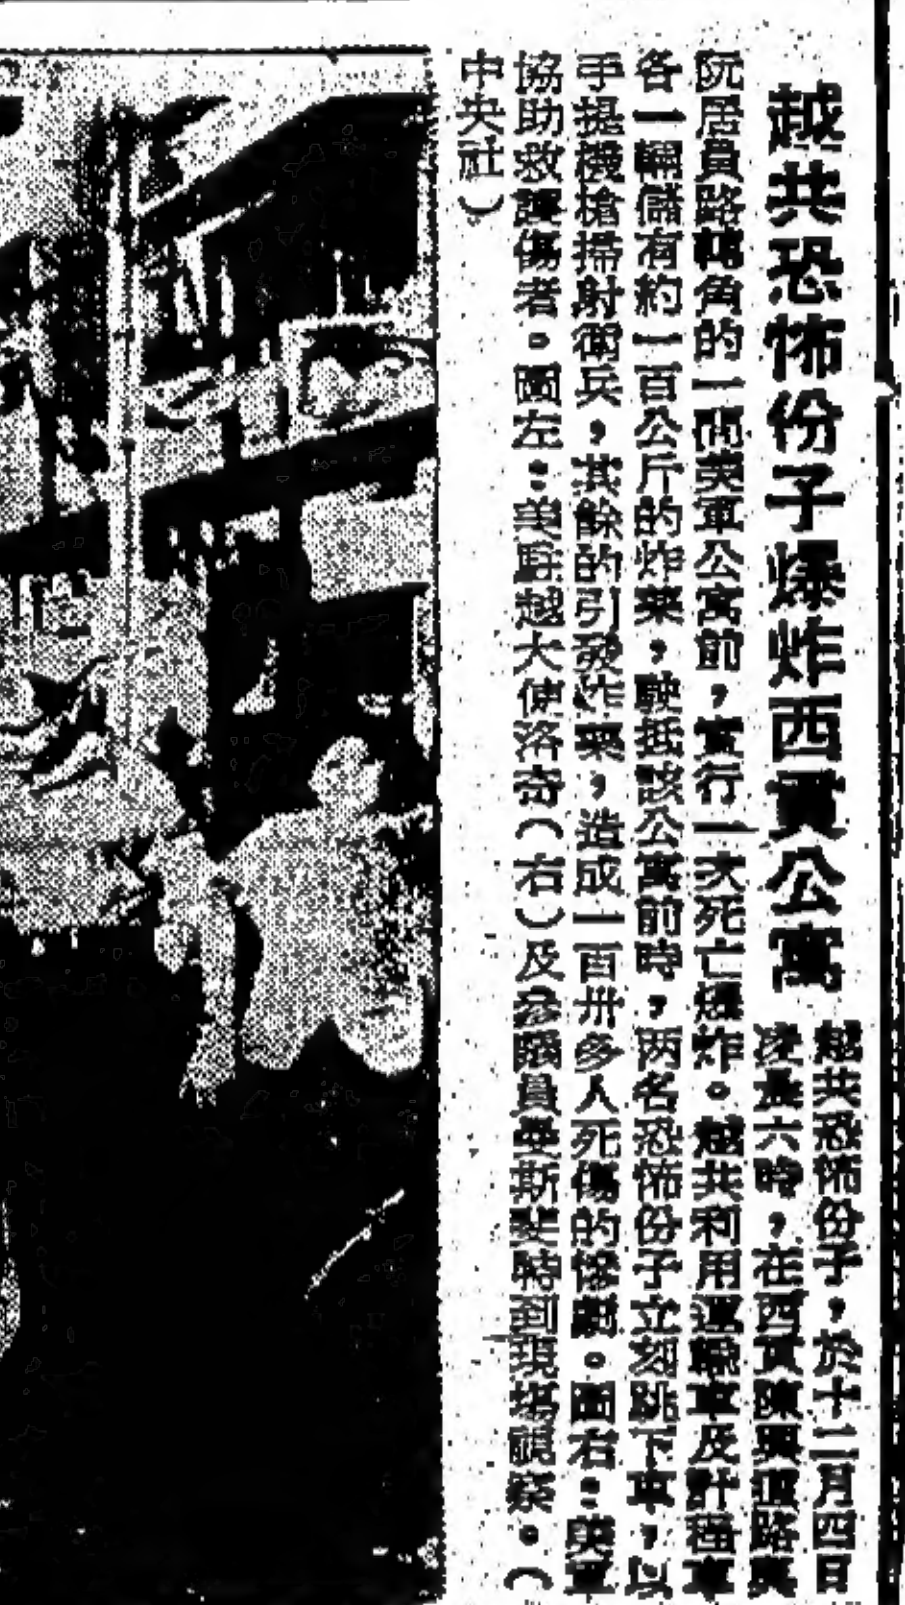 越共恐怖份子爆炸西貢公寓
越共恐怖份子，於十二月四日
凌晨六時，在西貢陳興道路與
阮居貞路轉角的一間美軍公寓前，實行一次死亡爆炸。越共利用運輸車及計程車
各一輛儲有約一百公斤的炸藥，駛抵該公寓前時，两名恐怖份子立刻跳下車，以
手提機槍掃射衛兵，其餘的引發炸藥，造成一百卅多人死傷的慘劇。圖右：美軍
協助救護傷者。圖左：美駐越大使洛奇（右）及參議員曼斯斐特到現場視察。（
中央社）